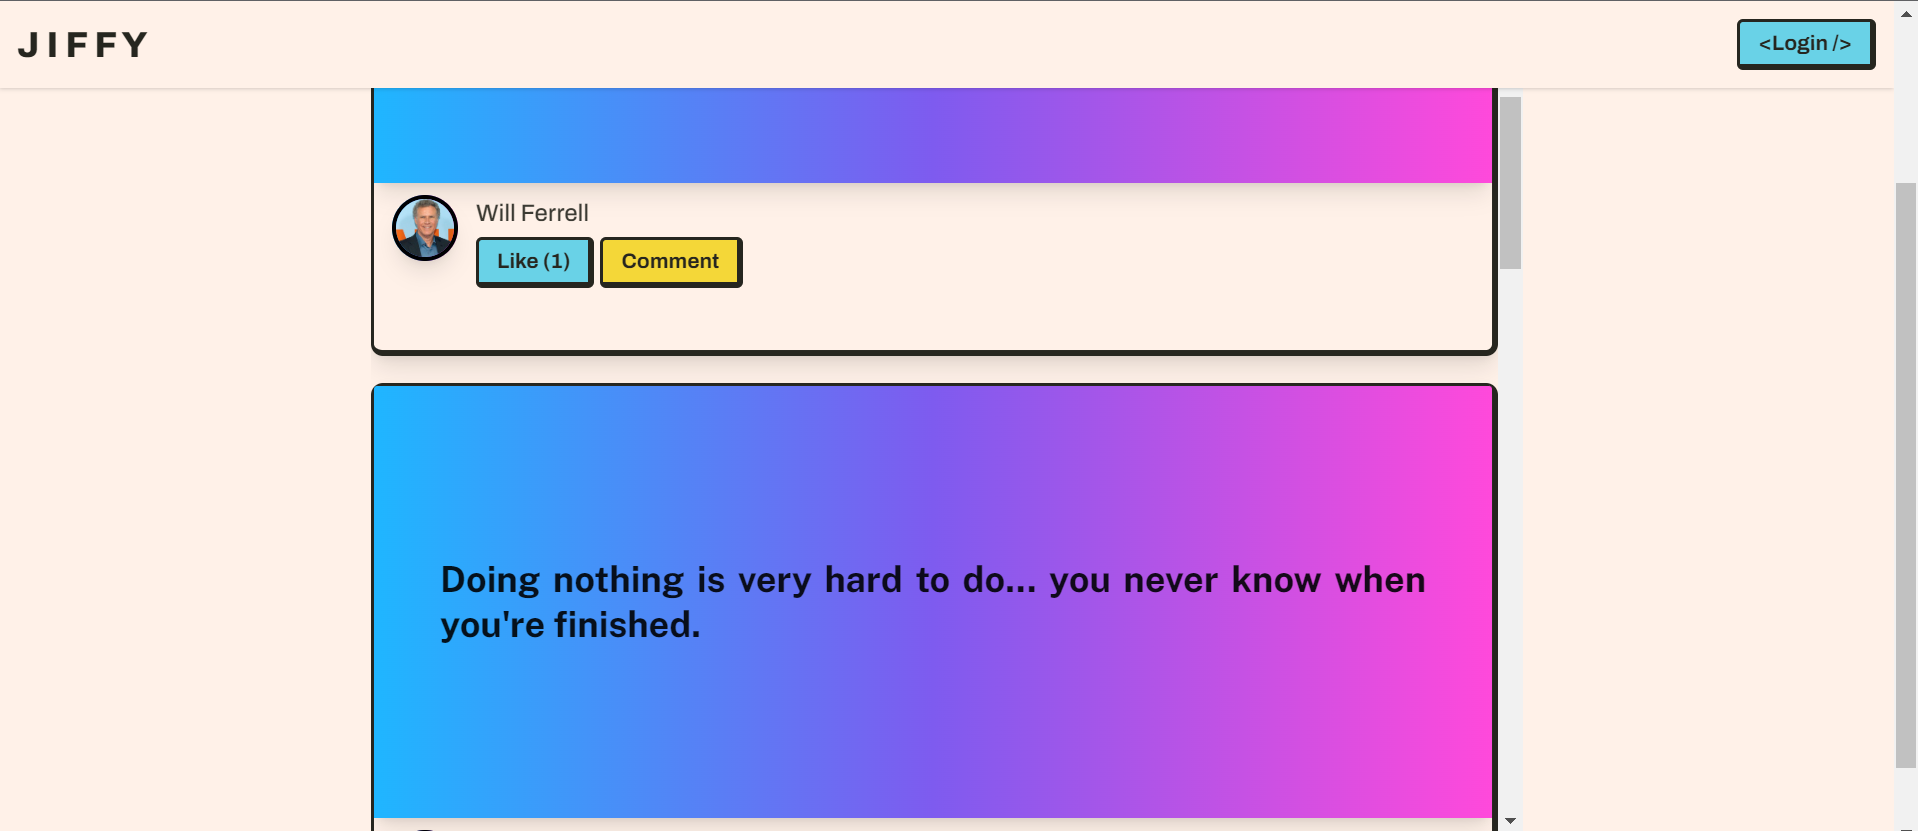 JIFFY
<Login />
Will Ferrell
Like (1)
Comment
Doing nothing is very hard to do... you never know when
you're finished.